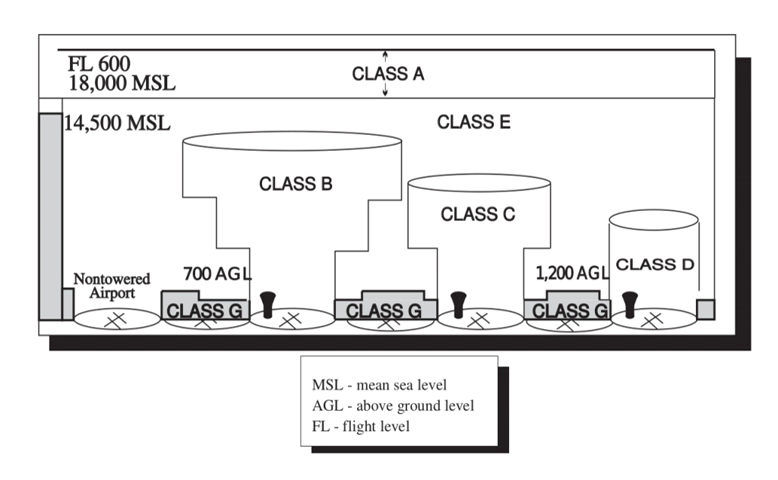 FL 600
18,000 MSL
CLASS A
14,500 MSL
CLASS E
CLASS B
CLASS C
CLASS D
Nontowered
Airport
700 AGL
1,200 AGL
CLASS G
CLASS G
CLASS G
MSL - mean sea level
AGL - above ground level
FL - flight level